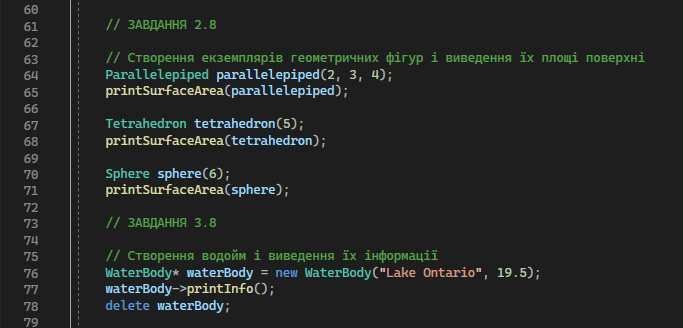 60
61 // ЗАВДАННЯ 2.8
62
63 // Створення екземплярів геометричних фігур і виведення їх площі поверхні
64 Parallelepiped parallelepiped(2, 3, 4);
65 printSurfaceArea(parallelepiped);
66
67 Tetrahedron tetrahedron(5);
68 printSurfaceArea(tetrahedron);
69
70 Sphere sphere(6);
71 printSurfaceArea(sphere);
72
73 // ЗАВДАННЯ 3.8
74
75 // Створення водойм і виведення їх інформації
76 WaterBody* waterBody = new WaterBody("Lake Ontario", 19.5);
77 waterBody->printInfo();
78 delete waterBody;
79